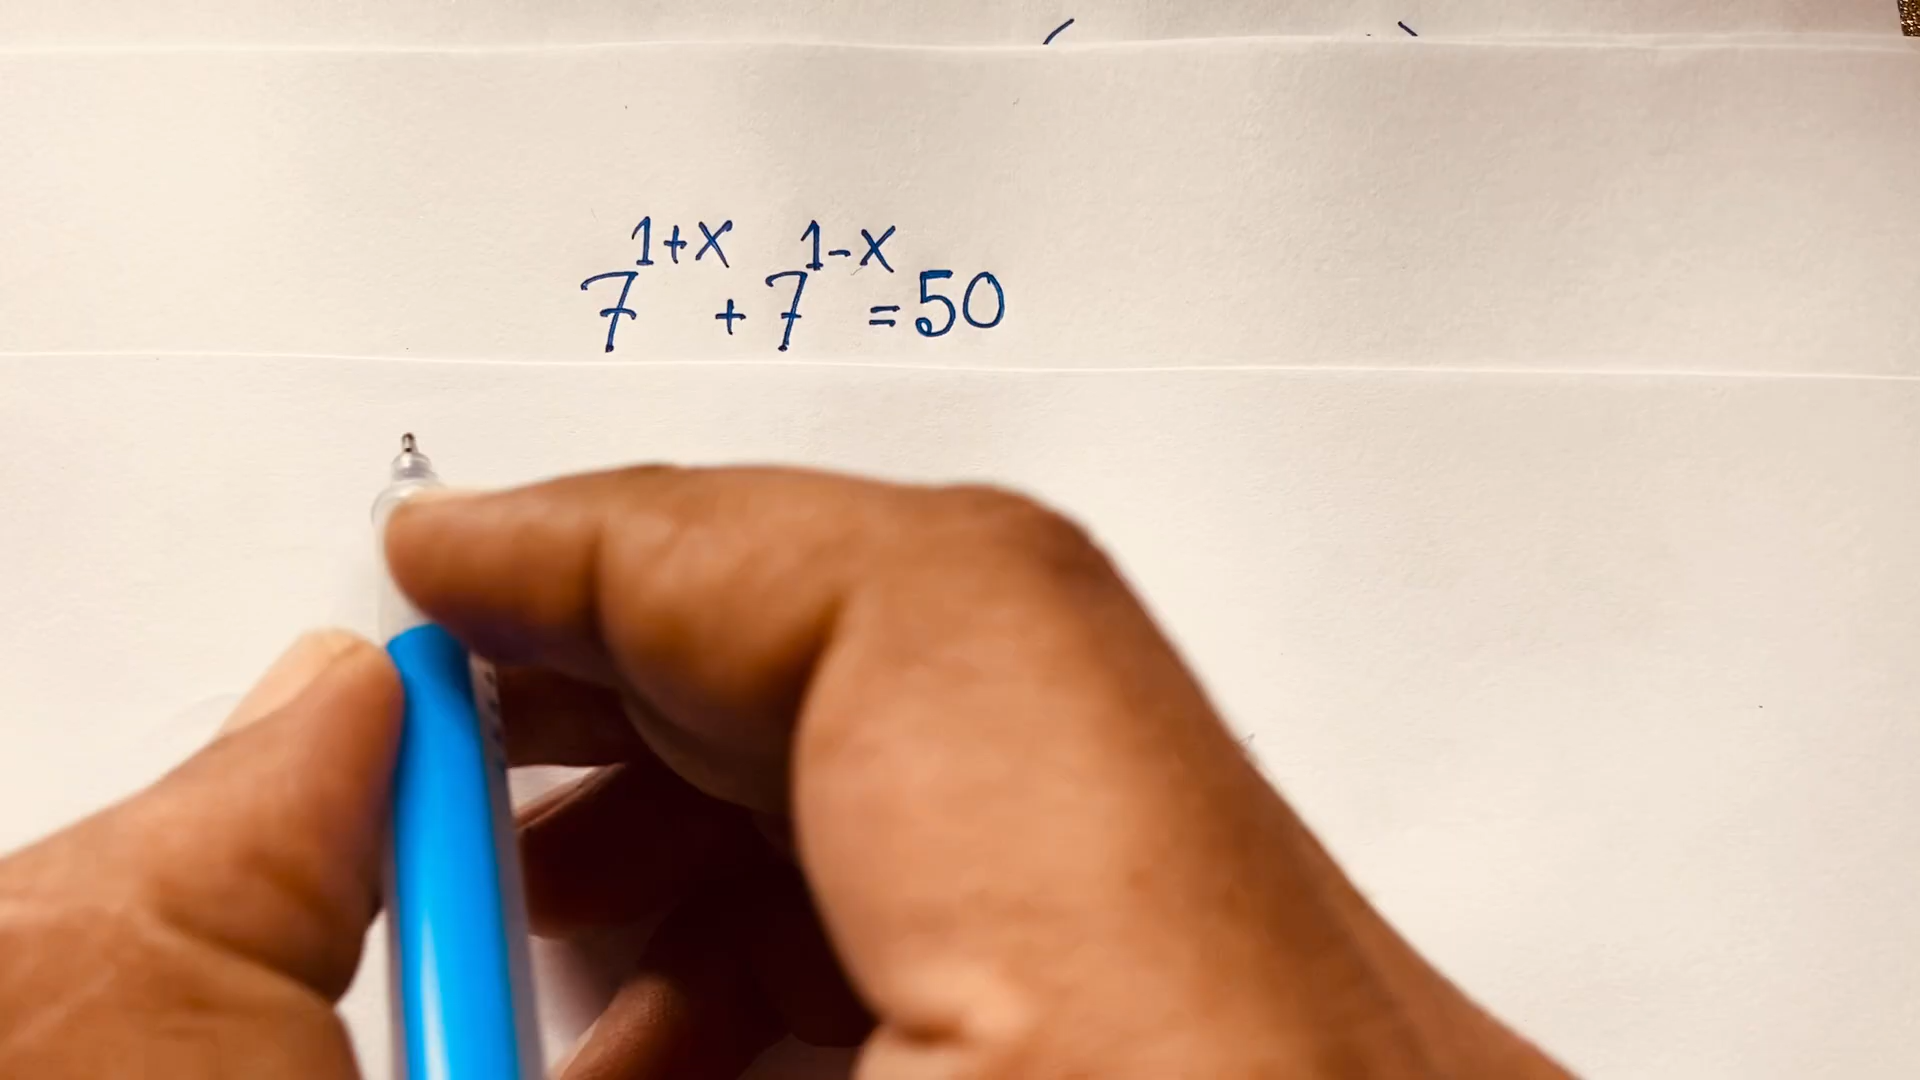 7^{1+x} + 7^{1-x} = 50